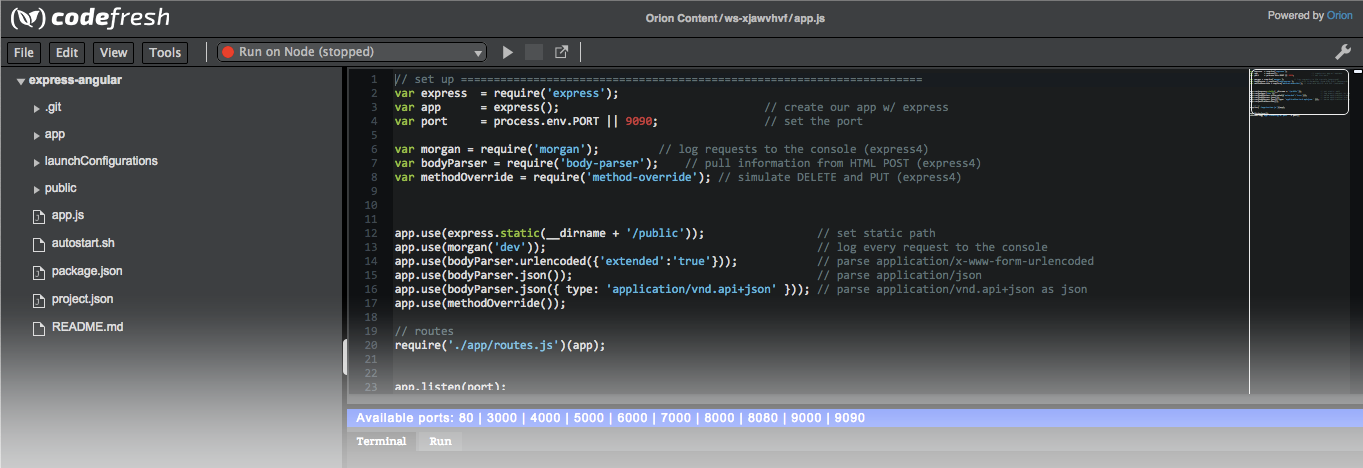 codefresh
Orion Content/ws-xjawvhvf/app.js
Powered by Orion
File Edit View Tools Run on Node (stopped)
express-angular
.git
app
launchConfigurations
public
app.js
autostart.sh
package.json
project.json
README.md
1 // set up ======================================================================
2 var express  = require('express');
3 var app      = express(); // create our app w/ express
4 var port     = process.env.PORT || 9090; // set the port
5
6 var morgan = require('morgan'); // log requests to the console (express4)
7 var bodyParser = require('body-parser'); // pull information from HTML POST (express4)
8 var methodOverride = require('method-override'); // simulate DELETE and PUT (express4)
9
10
11
12 app.use(express.static(__dirname + '/public')); // set static path
13 app.use(morgan('dev')); // log every request to the console
14 app.use(bodyParser.urlencoded({'extended':'true'})); // parse application/x-www-form-urlencoded
15 app.use(bodyParser.json()); // parse application/json
16 app.use(bodyParser.json({ type: 'application/vnd.api+json' })); // parse application/vnd.api+json as json
17 app.use(methodOverride());
18
19 // routes
20 require('./app/routes.js')(app);
21
22
23 app.listen(port);
Available ports: 80 | 3000 | 4000 | 5000 | 6000 | 7000 | 8000 | 8080 | 9000 | 9090
Terminal Run